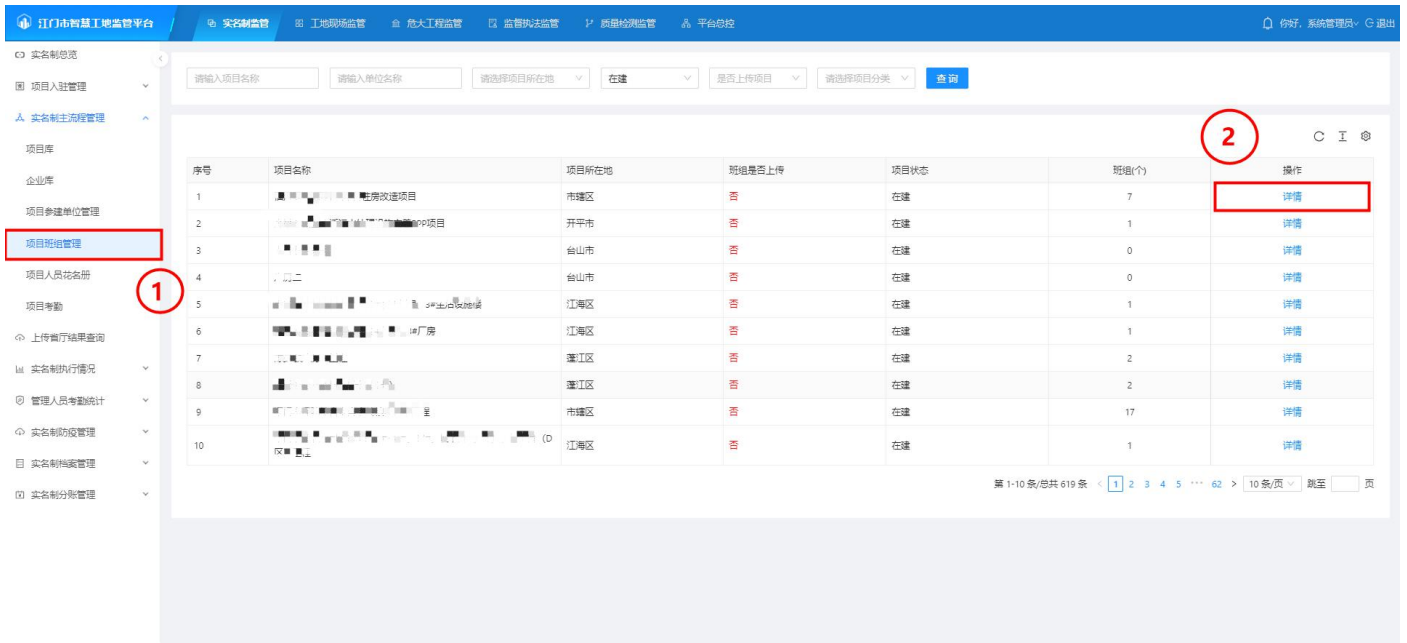 江门市智慧工地监管平台
实名制监管 工地现场监管 危大工程监管 监督执法监管 质量检测监管 平台总控
你好，系统管理员 退出
实名制总览
项目入驻管理
实名制主流程管理
项目库
企业库
项目参建单位管理
项目班组管理
项目人员花名册
项目考勤
上传省厅结果查询
实名制执行情况
管理人员考勤统计
实名制防疫管理
实名制档案管理
实名制分账管理
1
请输入项目名称 请输入单位名称 请选择项目所在地 在建 是否上传项目 请选择项目分类 查询
2
序号 项目名称 项目所在地 班组是否上传 项目状态 班组(个) 操作
1 住房改造项目 市辖区 否 在建 7 详情
2 项目 开平市 否 在建 1 详情
3 台山市 否 在建 0 详情
4 台山市 否 在建 0 详情
5 江海区 否 在建 1 详情
6 #厂房 江海区 否 在建 1 详情
7 蓬江区 否 在建 2 详情
8 蓬江区 否 在建 2 详情
9 程 市辖区 否 在建 17 详情
10 (D 江海区 否 在建 1 详情
第 1-10 条/总共 619 条 < 1 2 3 4 5 ··· 62 > 10 条/页 跳至 页